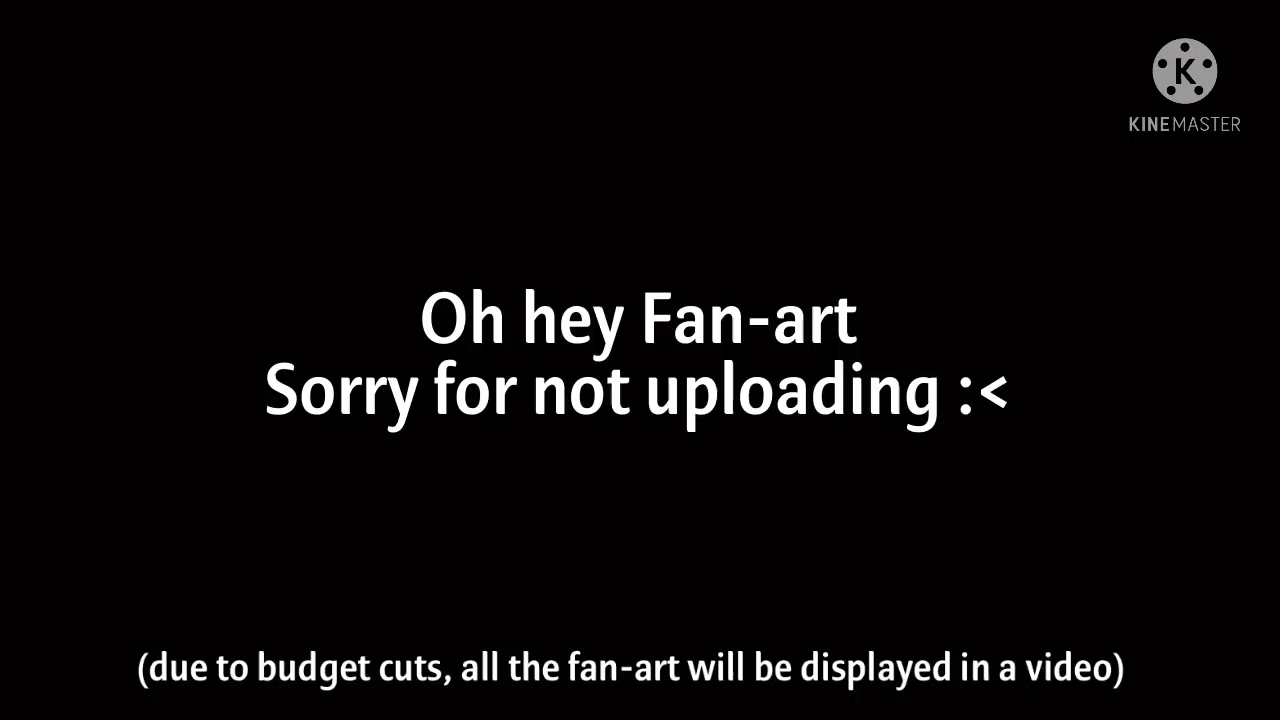 K
KINEMASTER
Oh hey Fan-art
Sorry for not uploading :<
(due to budget cuts, all the fan-art will be displayed in a video)